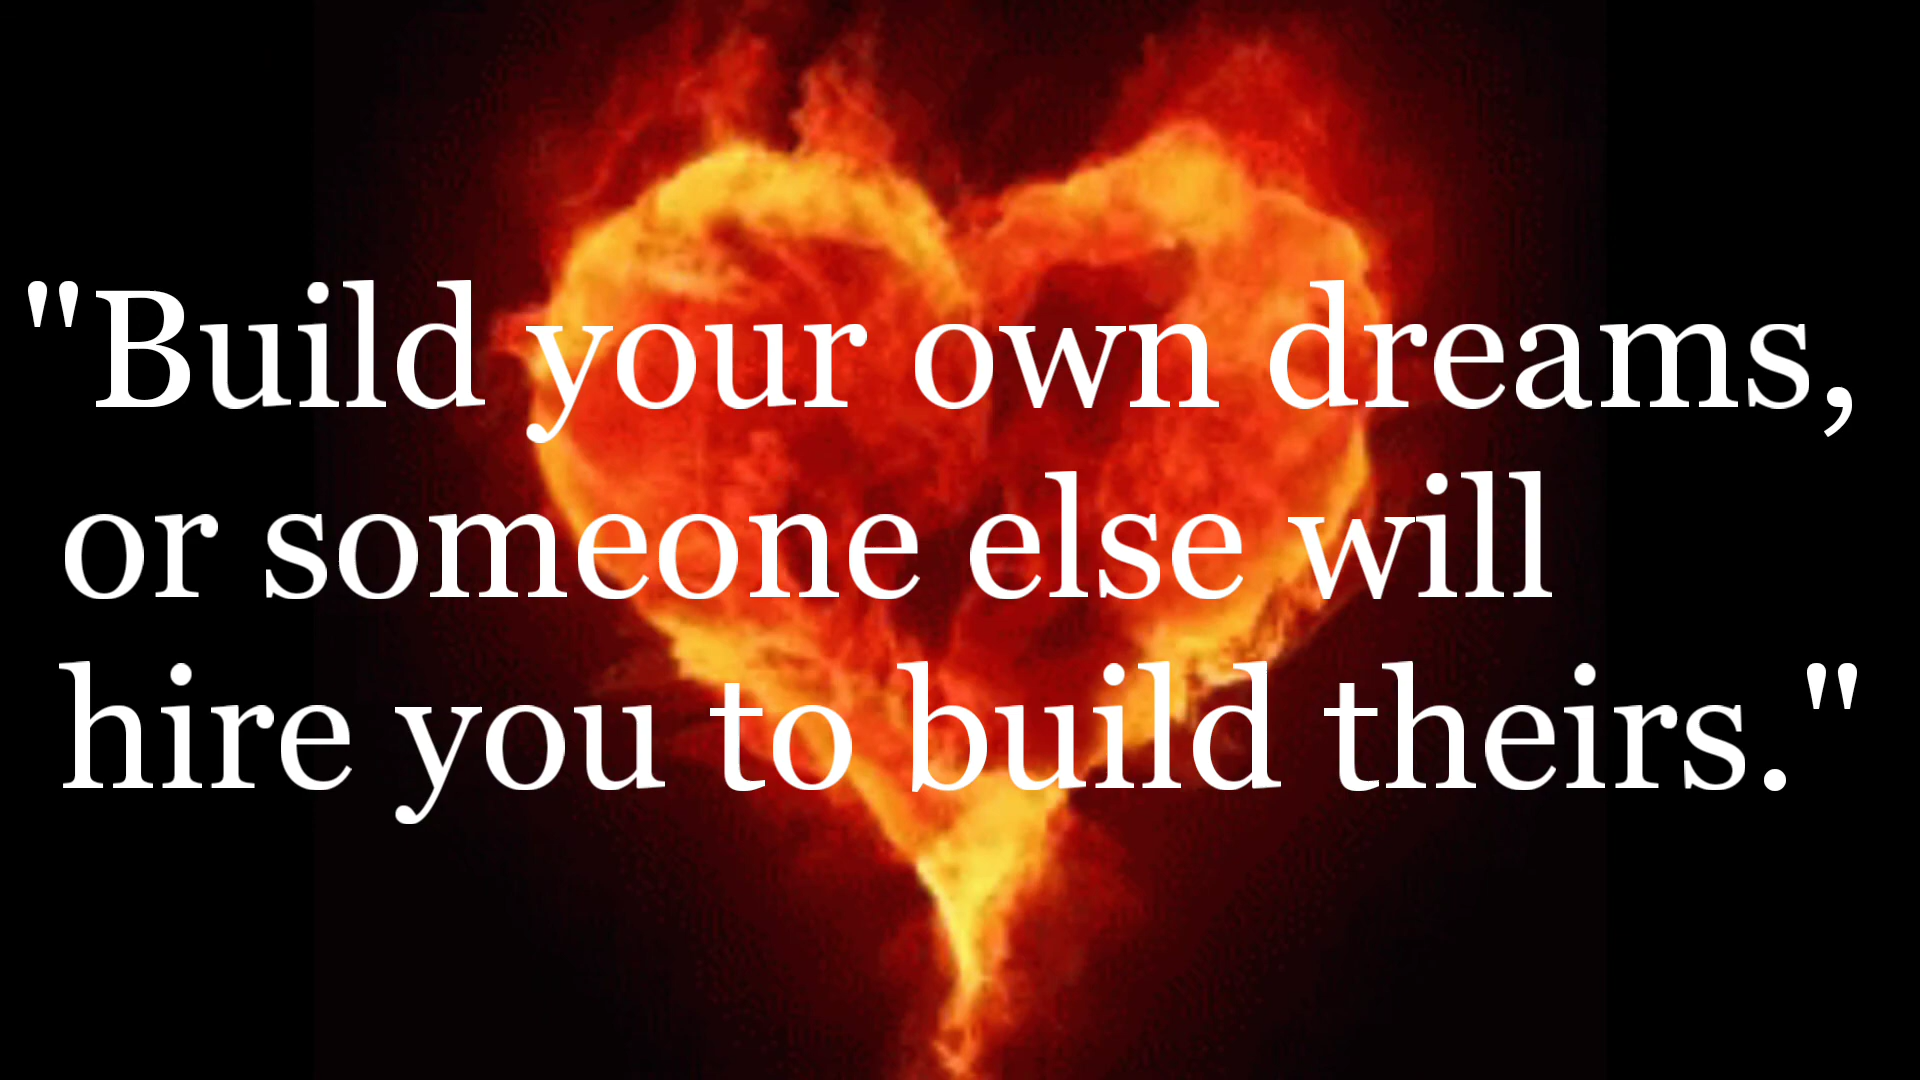 "Build your own dreams,
or someone else will
hire you to build theirs."